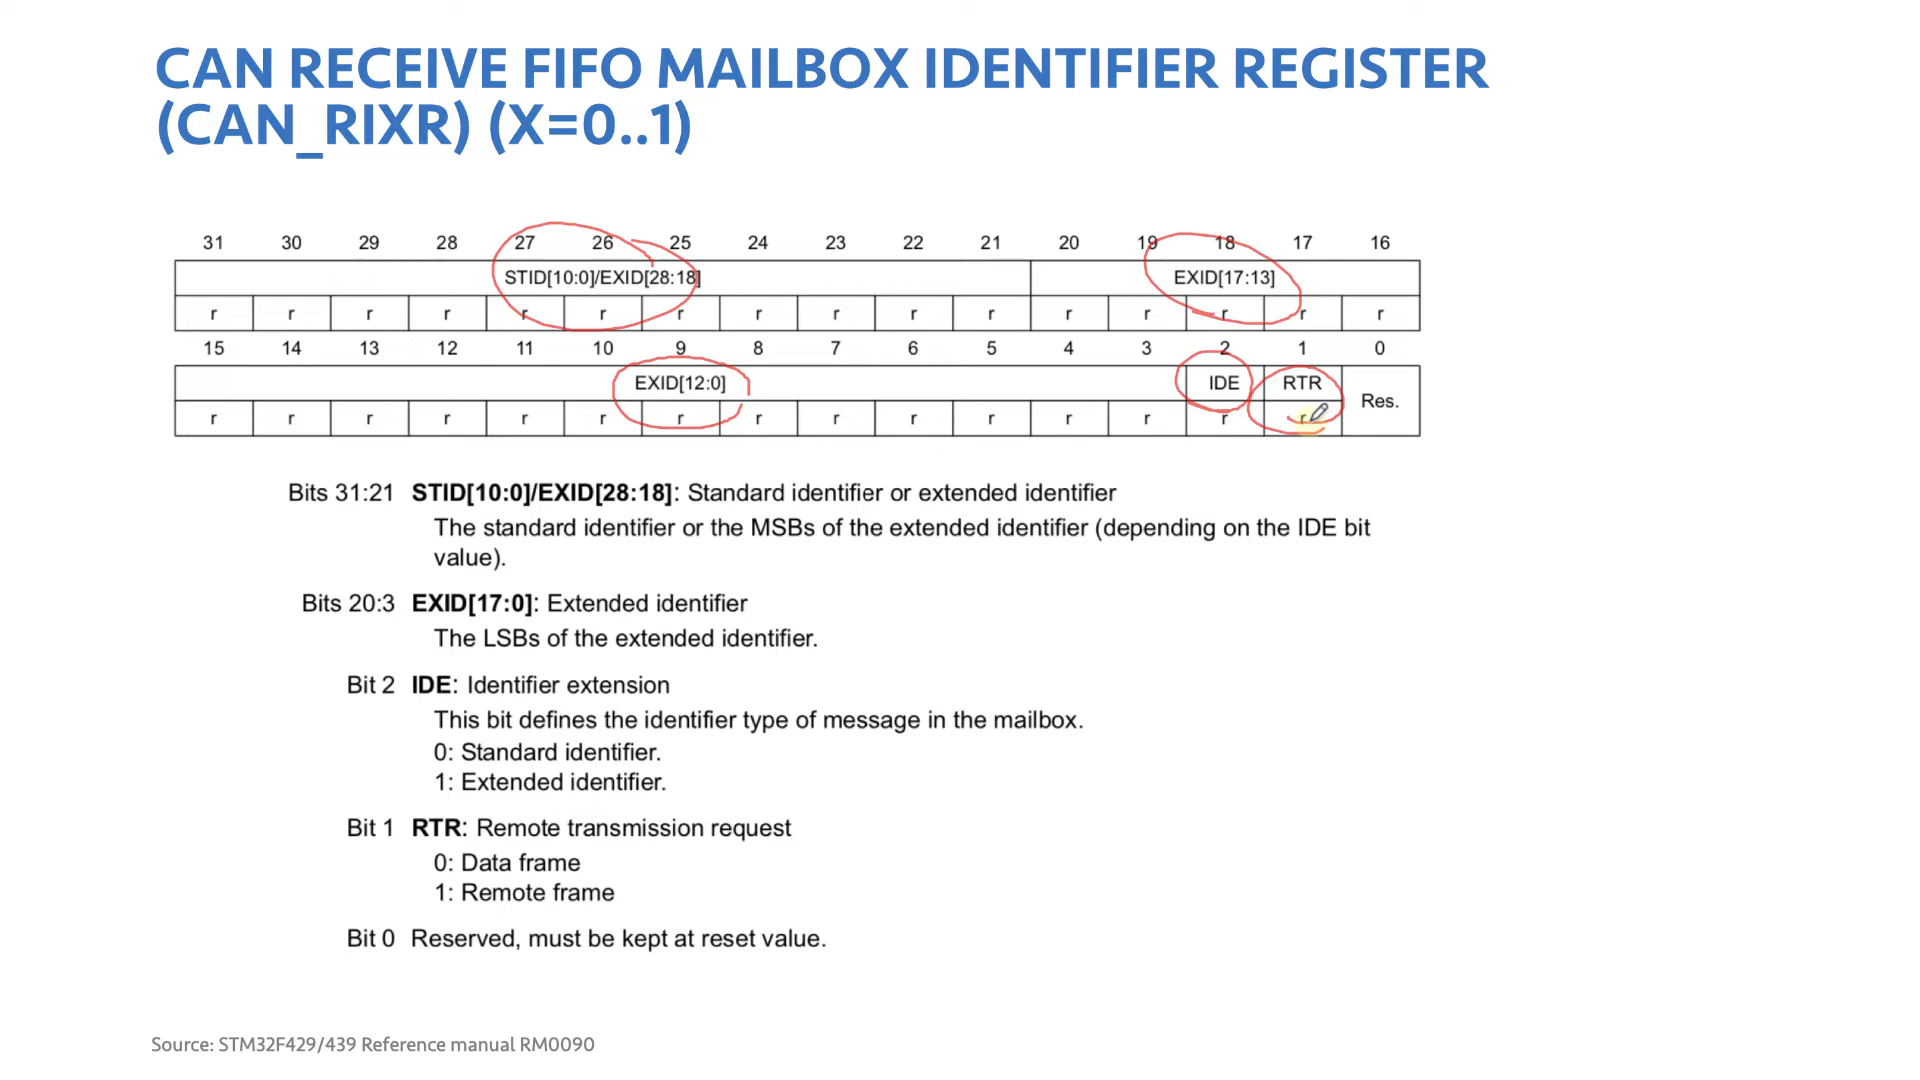 CAN RECEIVE FIFO MAILBOX IDENTIFIER REGISTER
(CAN_RIXR) (X=0..1)
31 30 29 28 27 26 25 24 23 22 21 20 19 18 17 16
STID[10:0]/EXID[28:18] EXID[17:13]
r r r r r r r r r r r r r r r r
15 14 13 12 11 10 9 8 7 6 5 4 3 2 1 0
EXID[12:0] IDE RTR Res.
r r r r r r r r r r r r r r r
Bits 31:21 STID[10:0]/EXID[28:18]: Standard identifier or extended identifier
The standard identifier or the MSBs of the extended identifier (depending on the IDE bit
value).
Bits 20:3 EXID[17:0]: Extended identifier
The LSBs of the extended identifier.
Bit 2 IDE: Identifier extension
This bit defines the identifier type of message in the mailbox.
0: Standard identifier.
1: Extended identifier.
Bit 1 RTR: Remote transmission request
0: Data frame
1: Remote frame
Bit 0 Reserved, must be kept at reset value.
Source: STM32F429/439 Reference manual RM0090